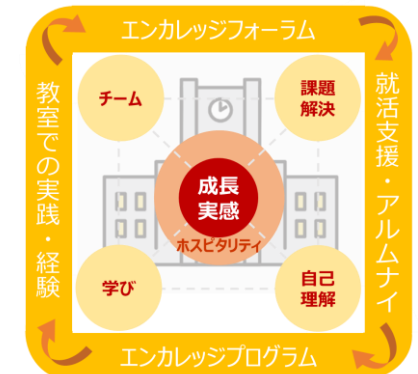 エンカレッジフォーラム
教室での実践・経験
チーム
課題
解決
就活支援・アルムナイ
成長
実感
ホスピタリティ
学び
自己
理解
エンカレッジプログラム